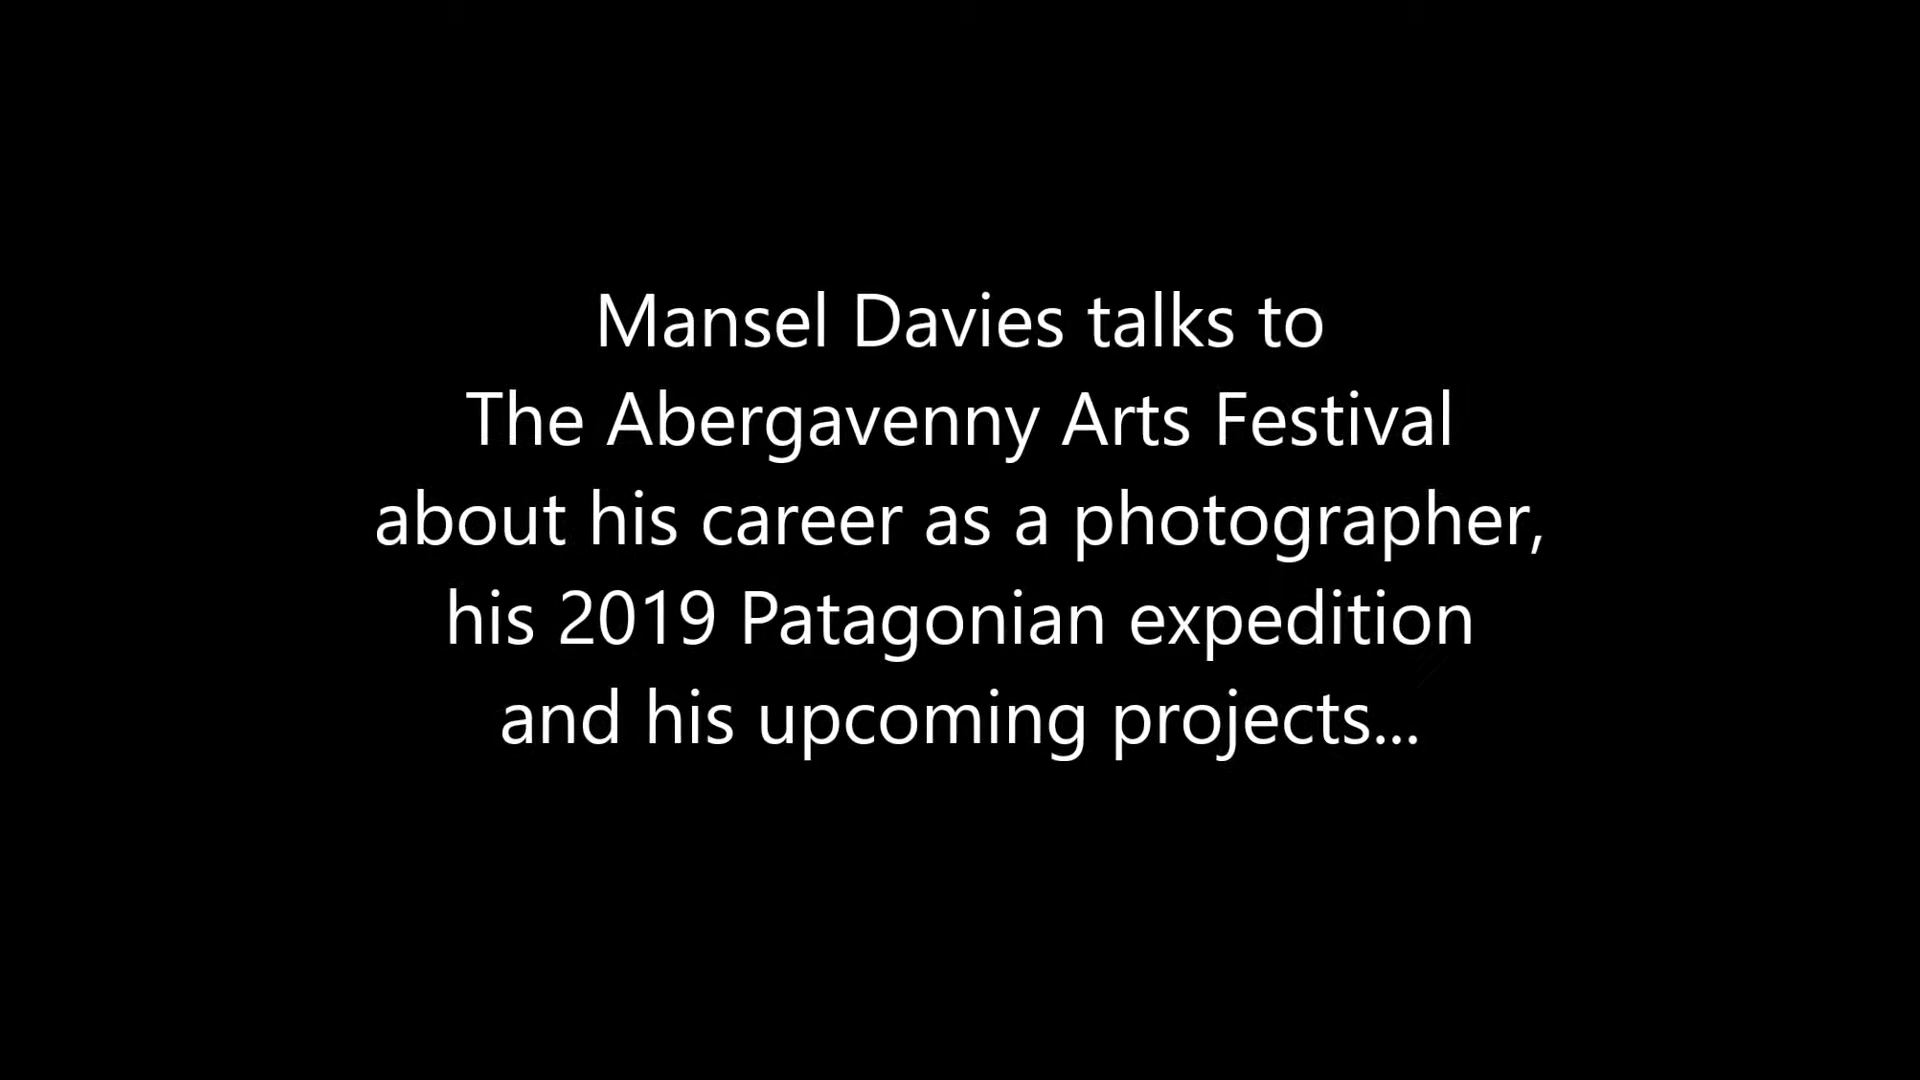 Mansel Davies talks to
The Abergavenny Arts Festival
about his career as a photographer,
his 2019 Patagonian expedition
and his upcoming projects...